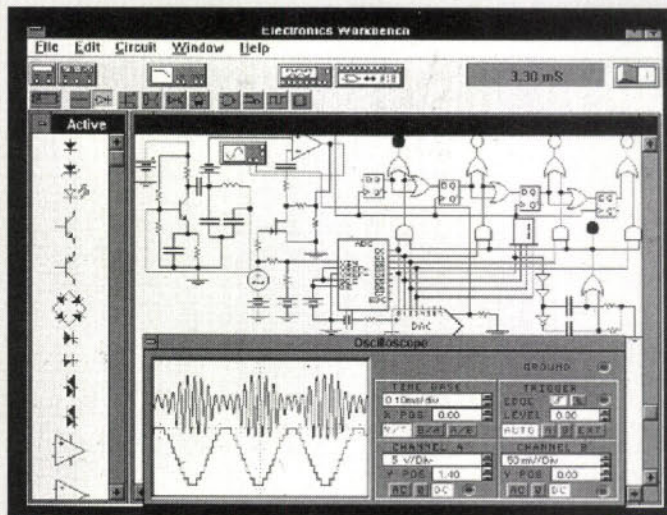 Electronics Workbench
File Edit Circuit Window Help
3.30 mS
Active
ADC
DAC
Oscilloscope
GROUND
TIME BASE
0.10ms/div
X POS 0.00
Y/T B/A A/B
TRIGGER
EDGE
LEVEL 0.00
AUTO A B EXT
CHANNEL A
5 V/Div
Y POS 1.40
AC 0 DC
CHANNEL B
50 mV/Div
Y POS 0.00
AC 0 DC